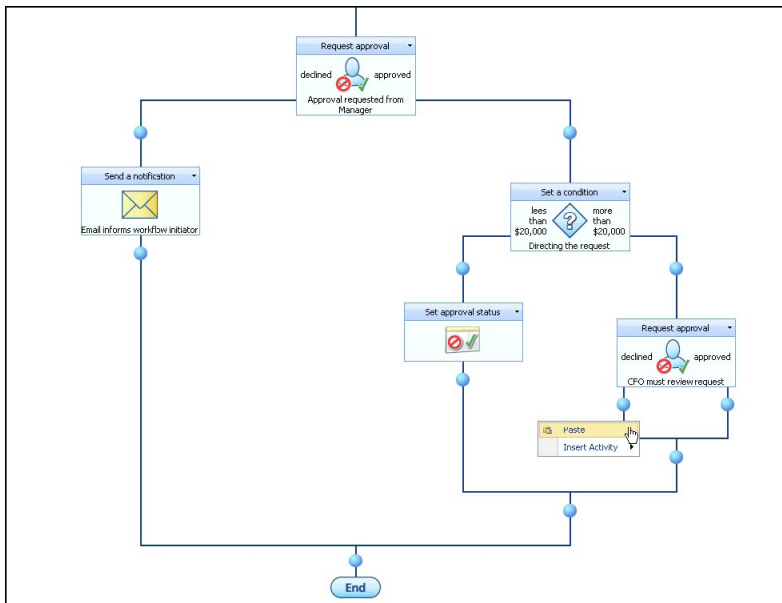 Request approval
declined approved
Approval requested from
Manager
Send a notification
Email informs workflow initiator
Set a condition
lees
than
$20,000
more
than
$20,000
Directing the request
Set approval status
Request approval
declined approved
CFO must review request
Paste
Insert Activity
End